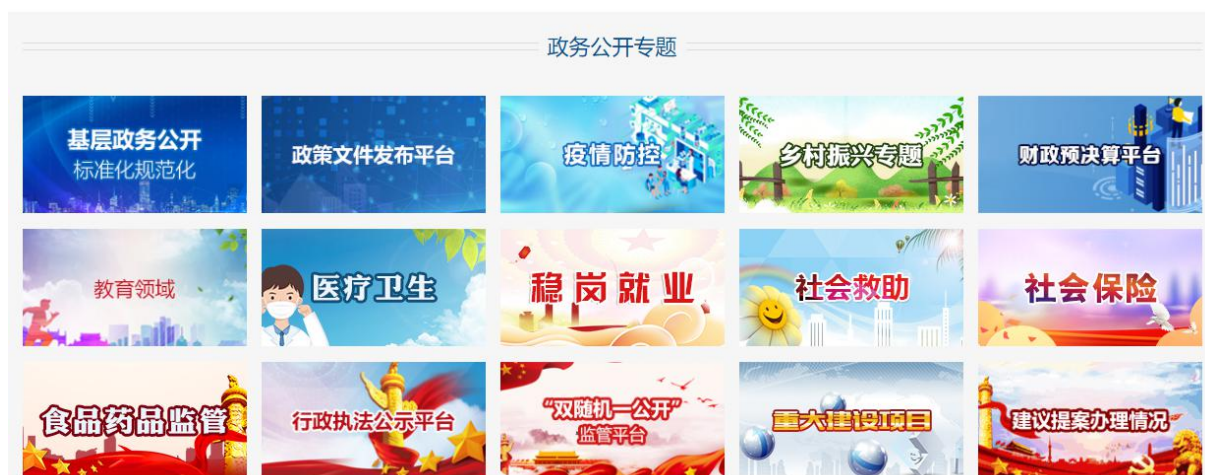 政务公开专题
基层政务公开
标准化规范化
政策文件发布平台
疫情防控
乡村振兴专题
财政预决算平台
教育领域
医疗卫生
稳岗就业
社会救助
社会保险
食品药品监管
行政执法公示平台
“双随机一公开”
监管平台
重大建设项目
建议提案办理情况